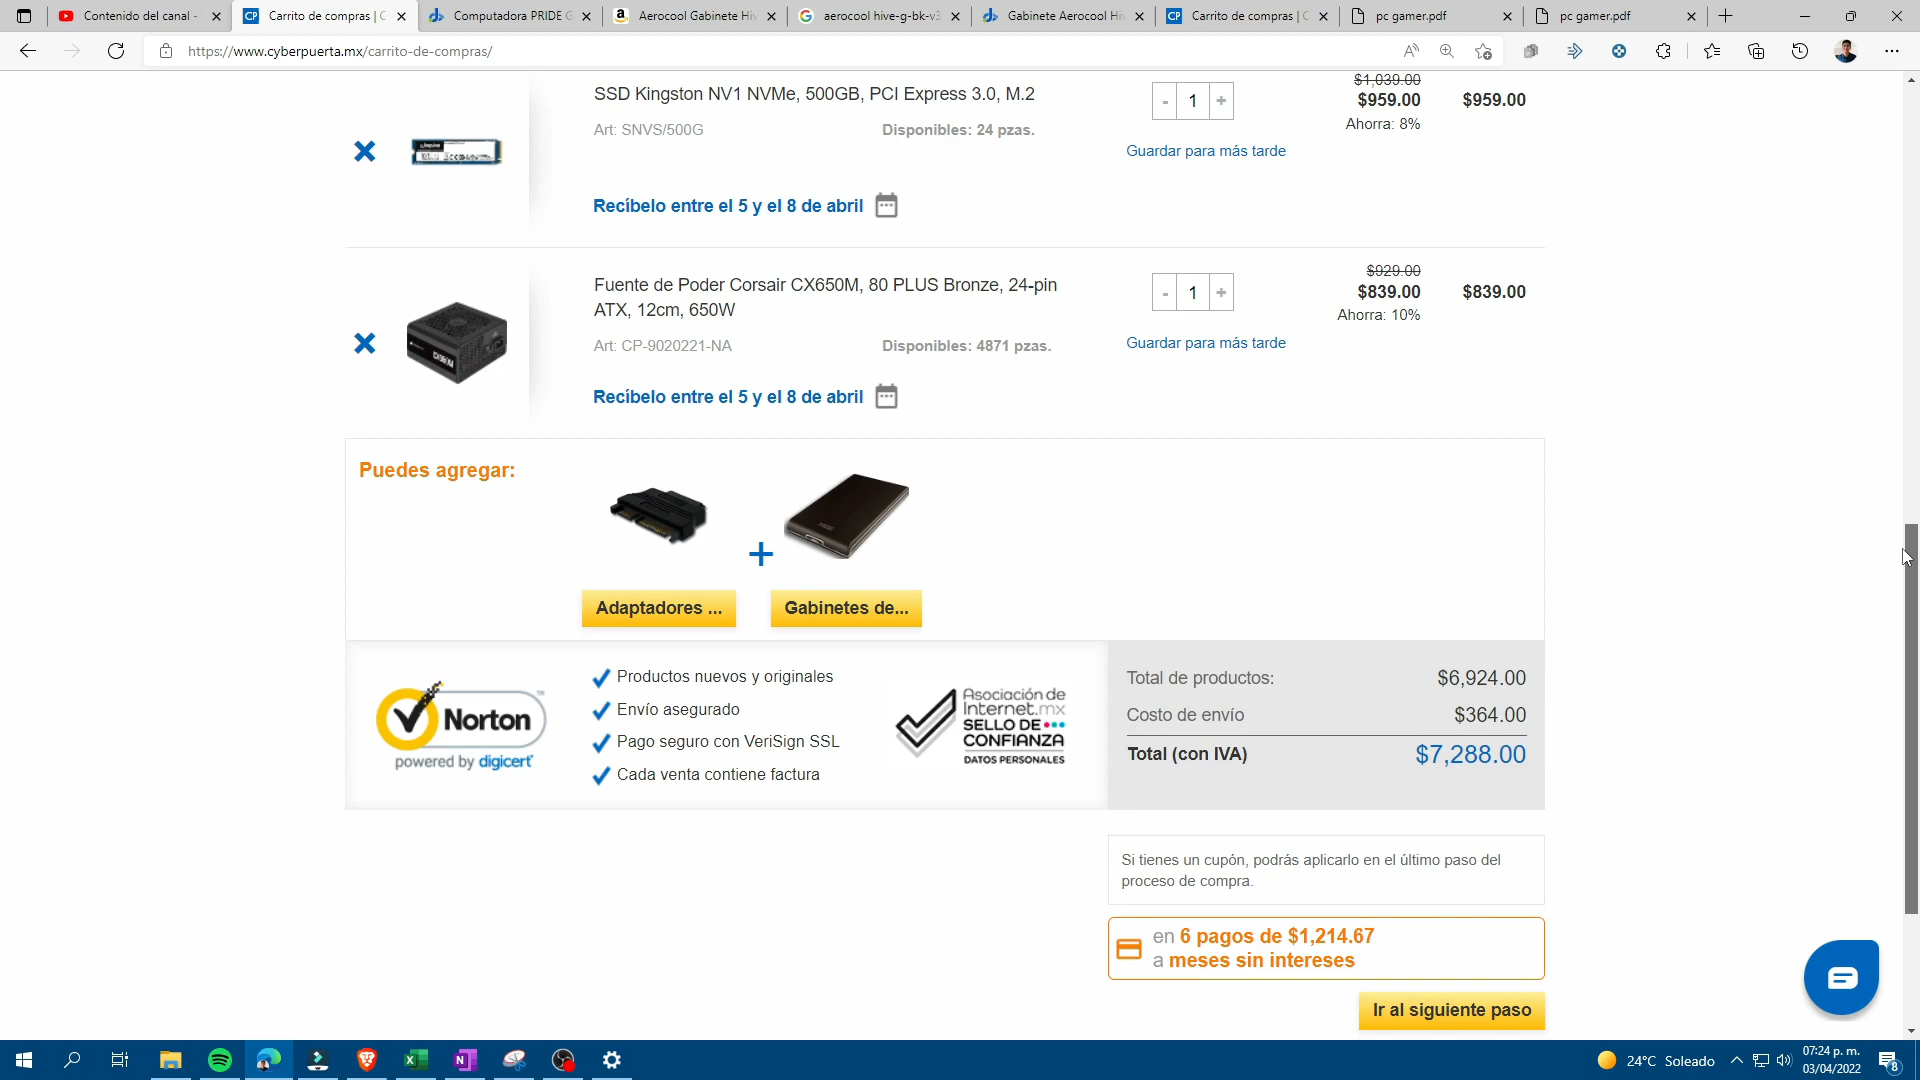 Contenido del canal -
Carrito de compras | C
Computadora PRIDE G
Aerocool Gabinete Hiv
aerocool hive-g-bk-v3
Gabinete Aerocool Hi
Carrito de compras | C
pc gamer.pdf
pc gamer.pdf
https://www.cyberpuerta.mx/carrito-de-compras/
SSD Kingston NV1 NVMe, 500GB, PCI Express 3.0, M.2
- 1 +
$1,039.00
$959.00
$959.00
Art: SNVS/500G
Disponibles: 24 pzas.
Ahorra: 8%
Guardar para más tarde
Recíbelo entre el 5 y el 8 de abril
Fuente de Poder Corsair CX650M, 80 PLUS Bronze, 24-pin
ATX, 12cm, 650W
- 1 +
$929.00
$839.00
$839.00
Ahorra: 10%
Art: CP-9020221-NA
Disponibles: 4871 pzas.
Guardar para más tarde
Recíbelo entre el 5 y el 8 de abril
Puedes agregar:
+
Adaptadores ...
Gabinetes de...
Norton
powered by digicert
Productos nuevos y originales
Envío asegurado
Pago seguro con VeriSign SSL
Cada venta contiene factura
Asociación de
Internet.mx
SELLO DE
CONFIANZA
DATOS PERSONALES
Total de productos: $6,924.00
Costo de envío $364.00
Total (con IVA) $7,288.00
Si tienes un cupón, podrás aplicarlo en el último paso del
proceso de compra.
en 6 pagos de $1,214.67
a meses sin intereses
Ir al siguiente paso
24°C Soleado
07:24 p. m.
03/04/2022
8